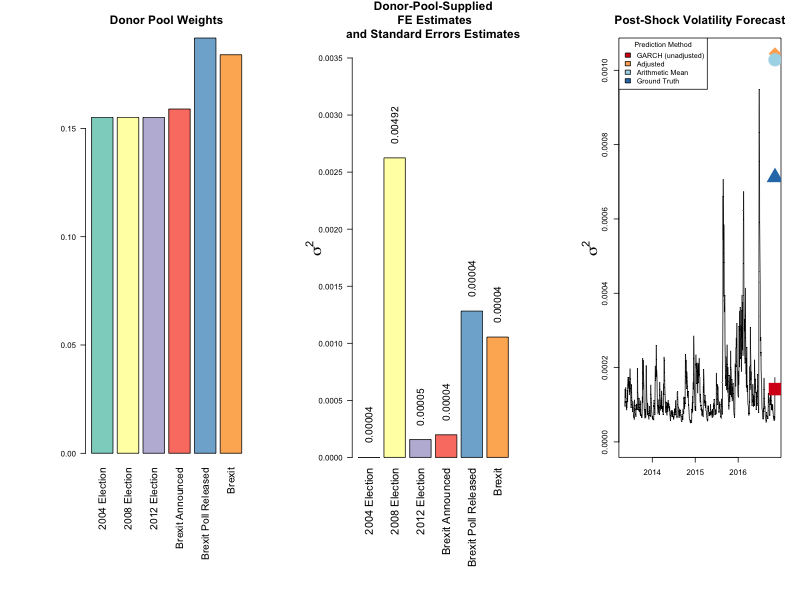 Donor Pool Weights
0.00
0.05
0.10
0.15
2004 Election
2008 Election
2012 Election
Brexit Announced
Brexit Poll Released
Brexit
Donor-Pool-Supplied
FE Estimates
and Standard Errors Estimates
σ2
0.0000
0.0005
0.0010
0.0015
0.0020
0.0025
0.0030
0.0035
0.00004
0.00492
0.00005
0.00004
0.00004
0.00004
2004 Election
2008 Election
2012 Election
Brexit Announced
Brexit Poll Released
Brexit
Post-Shock Volatility Forecast
σ2
0.0000
0.0002
0.0004
0.0006
0.0008
0.0010
Prediction Method
GARCH (unadjusted)
Adjusted
Arithmetic Mean
Ground Truth
2014
2015
2016